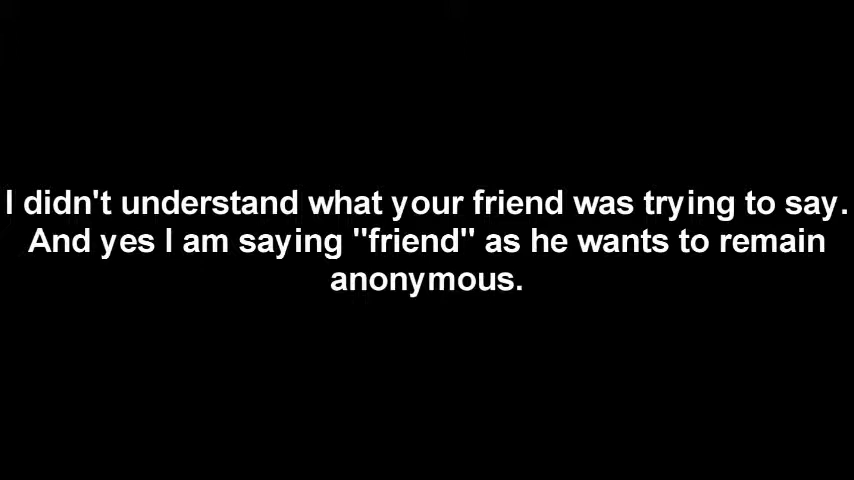 I didn't understand what your friend was trying to say.
And yes I am saying "friend" as he wants to remain
anonymous.